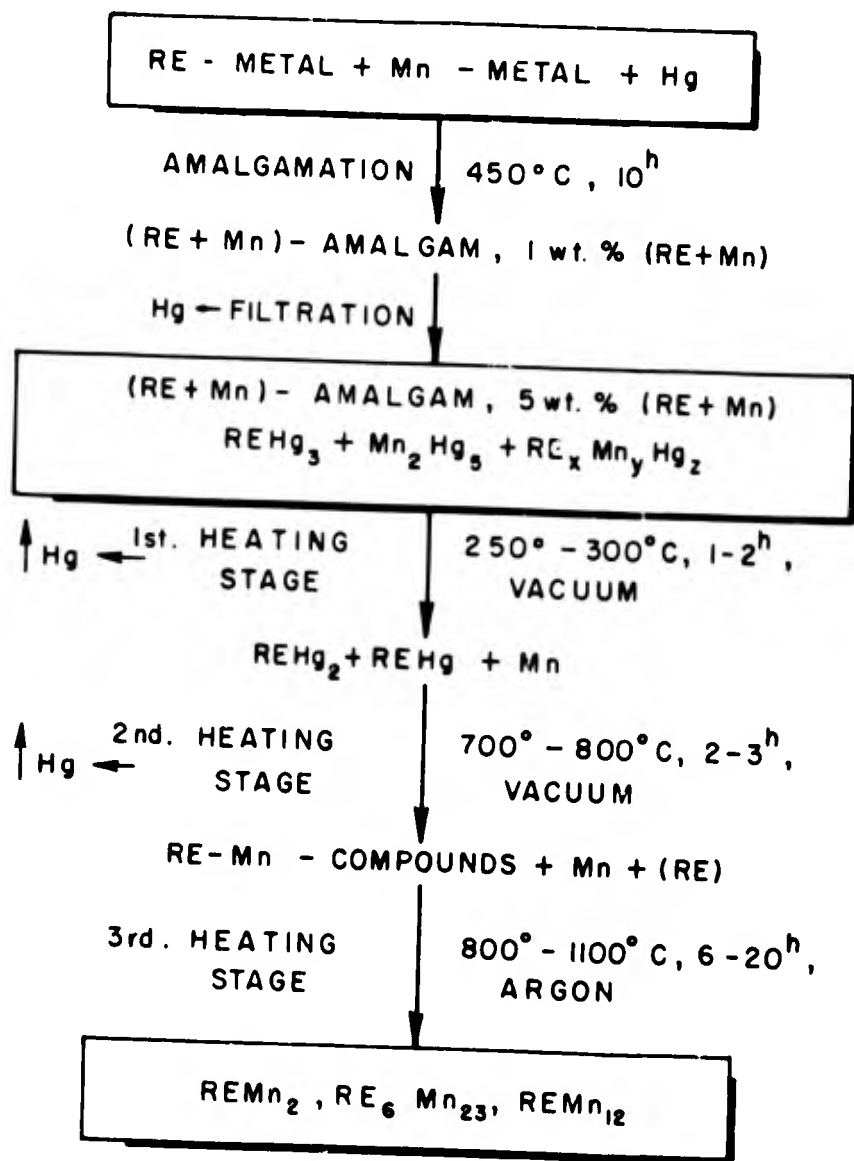 RE - METAL + Mn - METAL + Hg
AMALGAMATION 450°C, 10ʰ
(RE + Mn) - AMALGAM, 1 wt. % (RE+Mn)
Hg ← FILTRATION
(RE + Mn) - AMALGAM, 5 wt. % (RE + Mn)
REHg₃ + Mn₂Hg₅ + REₓMnᵧHg_z
↑ Hg ← 1st. HEATING STAGE 250° - 300°C, 1-2ʰ, VACUUM
REHg₂ + REHg + Mn
↑ Hg ← 2nd. HEATING STAGE 700° - 800°C, 2-3ʰ, VACUUM
RE-Mn - COMPOUNDS + Mn + (RE)
3rd. HEATING STAGE 800° - 1100°C, 6-20ʰ, ARGON
REMn₂, RE₆Mn₂₃, REMn₁₂